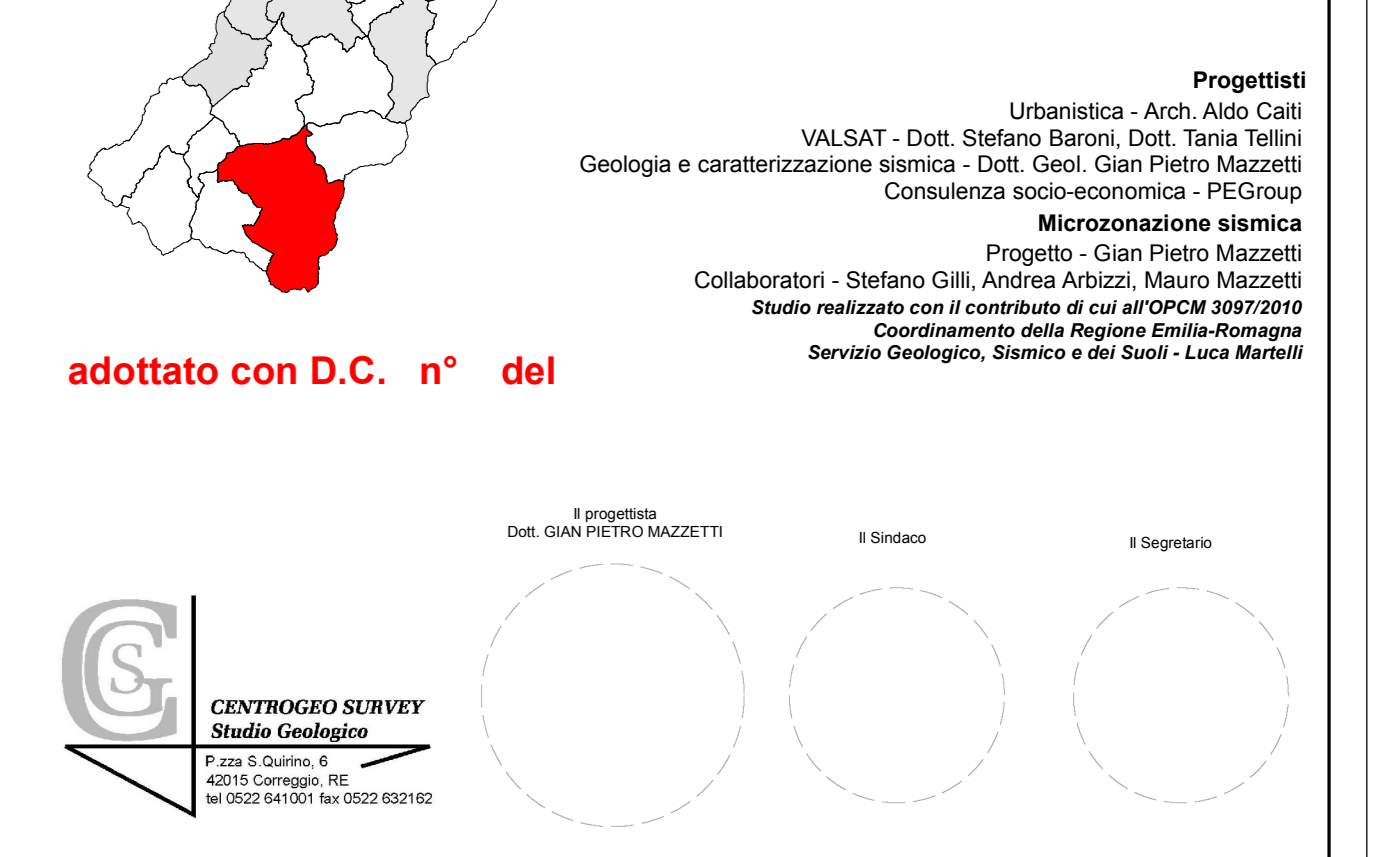 Progettisti
Urbanistica - Arch. Aldo Caiti
VALSAT - Dott. Stefano Baroni, Dott. Tania Tellini
Geologia e caratterizzazione sismica - Dott. Geol. Gian Pietro Mazzetti
Consulenza socio-economica - PEGroup
Microzonazione sismica
Progetto - Gian Pietro Mazzetti
Collaboratori - Stefano Gilli, Andrea Arbizzi, Mauro Mazzetti
Studio realizzato con il contributo di cui all'OPCM 3097/2010
Coordinamento della Regione Emilia-Romagna
Servizio Geologico, Sismico e dei Suoli - Luca Martelli
adottato con D.C. n° del
Il progettista
Dott. GIAN PIETRO MAZZETTI
Il Sindaco
Il Segretario
CGS
CENTROGEO SURVEY
Studio Geologico
P.zza S.Quirino, 6
42015 Correggio, RE
tel 0522 641001 fax 0522 632162